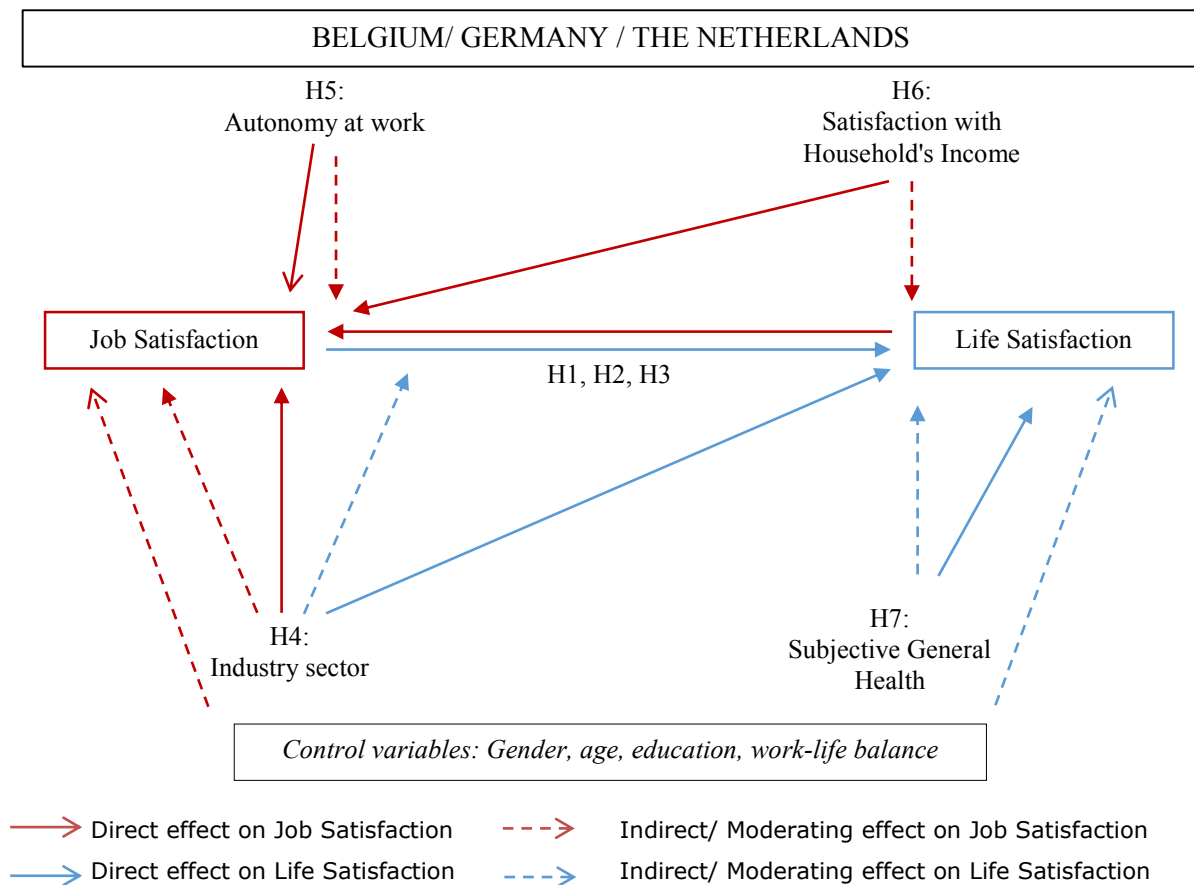 BELGIUM/ GERMANY / THE NETHERLANDS
H5:
Autonomy at work
H6:
Satisfaction with
Household's Income
Job Satisfaction
Life Satisfaction
H1, H2, H3
H4:
Industry sector
H7:
Subjective General
Health
Control variables: Gender, age, education, work-life balance
Direct effect on Job Satisfaction
Indirect/ Moderating effect on Job Satisfaction
Direct effect on Life Satisfaction
Indirect/ Moderating effect on Life Satisfaction